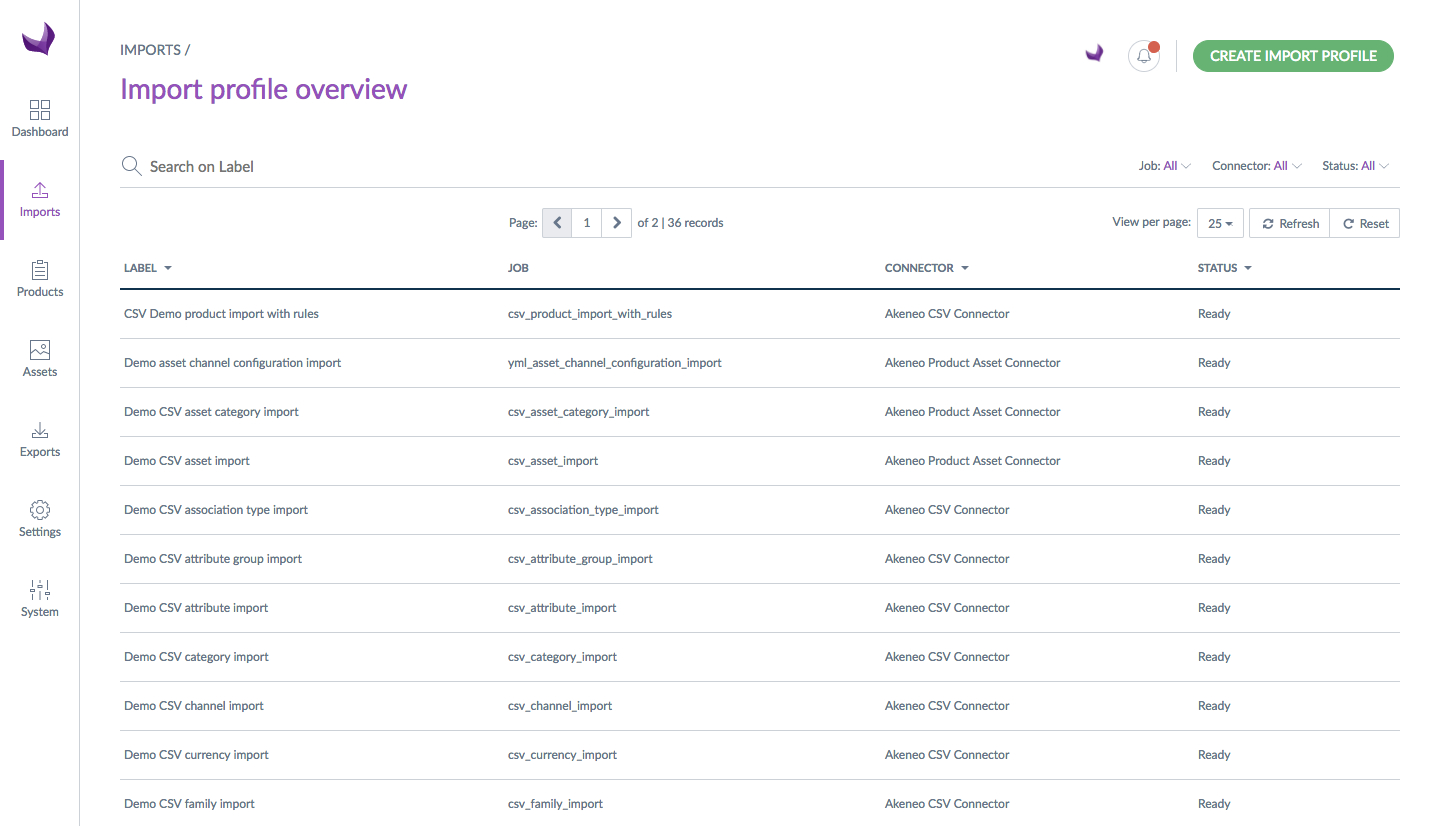 IMPORTS /
CREATE IMPORT PROFILE
Import profile overview
Dashboard
Imports
Products
Assets
Exports
Settings
System
Search on Label
Job: All Connector: All Status: All
Page: 1 of 2 | 36 records
View per page: 25 Refresh Reset
LABEL JOB CONNECTOR STATUS
CSV Demo product import with rules csv_product_import_with_rules Akeneo CSV Connector Ready
Demo asset channel configuration import yml_asset_channel_configuration_import Akeneo Product Asset Connector Ready
Demo CSV asset category import csv_asset_category_import Akeneo Product Asset Connector Ready
Demo CSV asset import csv_asset_import Akeneo Product Asset Connector Ready
Demo CSV association type import csv_association_type_import Akeneo CSV Connector Ready
Demo CSV attribute group import csv_attribute_group_import Akeneo CSV Connector Ready
Demo CSV attribute import csv_attribute_import Akeneo CSV Connector Ready
Demo CSV category import csv_category_import Akeneo CSV Connector Ready
Demo CSV channel import csv_channel_import Akeneo CSV Connector Ready
Demo CSV currency import csv_currency_import Akeneo CSV Connector Ready
Demo CSV family import csv_family_import Akeneo CSV Connector Ready